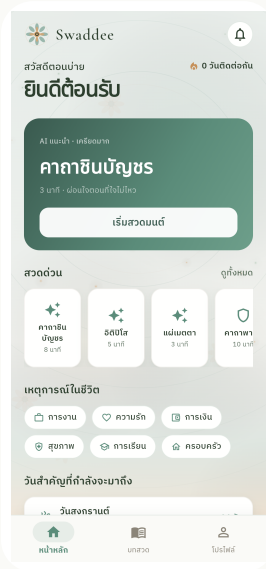 Swaddee
สวัสดีตอนบ่าย
0 วันติดต่อกัน
ยินดีต้อนรับ
AI แนะนำ · เครียดมาก
คาถาชินบัญชร
3 นาที · ผ่อนใจตอนที่ใจไม่ไหว
เริ่มสวดมนต์
สวดด่วน
ดูทั้งหมด
คาถาชินบัญชร
8 นาที
อิติปิโส
5 นาที
แผ่เมตตา
3 นาที
คาถาพา
10 นาที
เหตุการณ์ในชีวิต
การงาน
ความรัก
การเงิน
สุขภาพ
การเรียน
ครอบครัว
วันสำคัญที่กำลังจะมาถึง
วันสงกรานต์
หน้าหลัก
บทสวด
โปรไฟล์